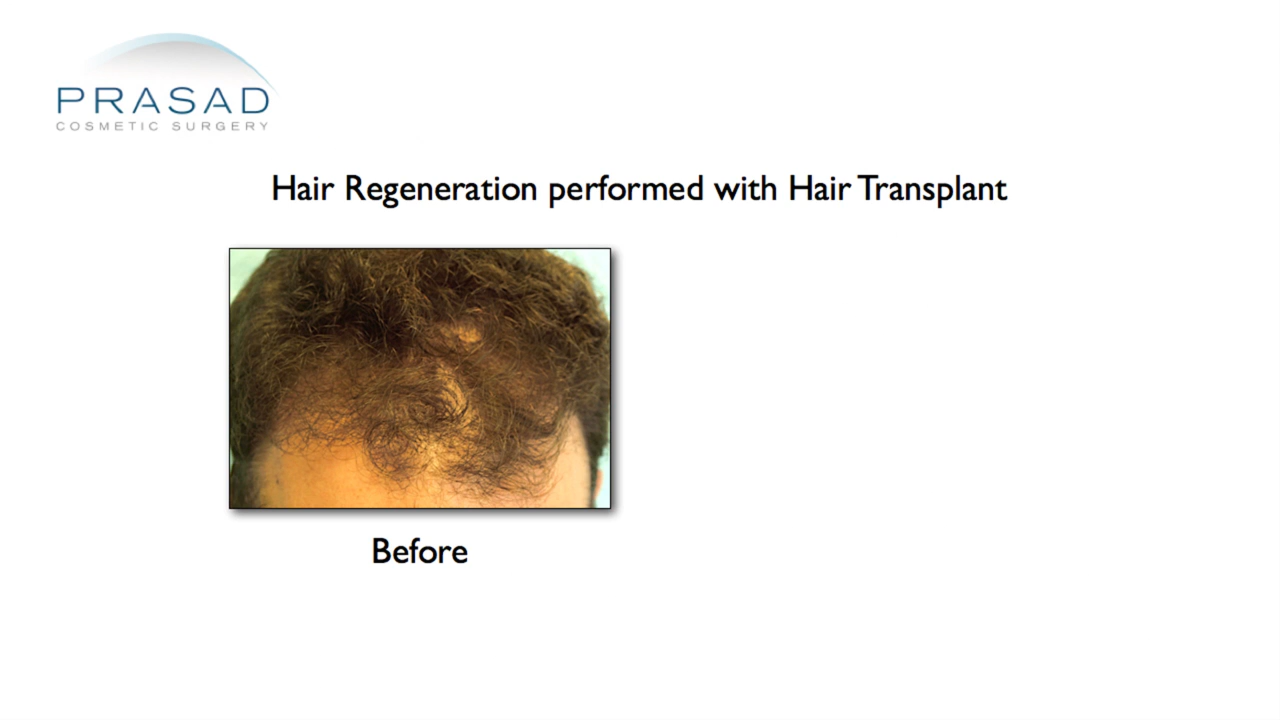 PRASAD
COSMETIC SURGERY
Hair Regeneration performed with Hair Transplant
Before